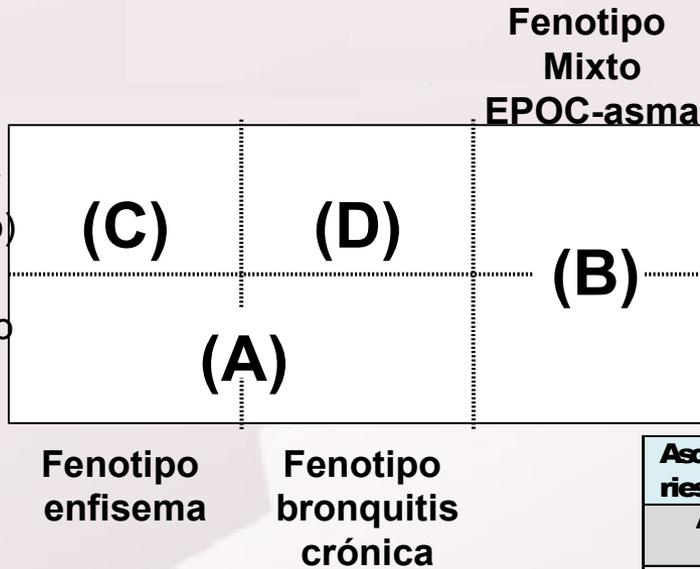 Fenotipo
Mixto
EPOC-asma
(C)
(D)
(B)
(A)
Fenotipo
enfisema
Fenotipo
bronquitis
crónica